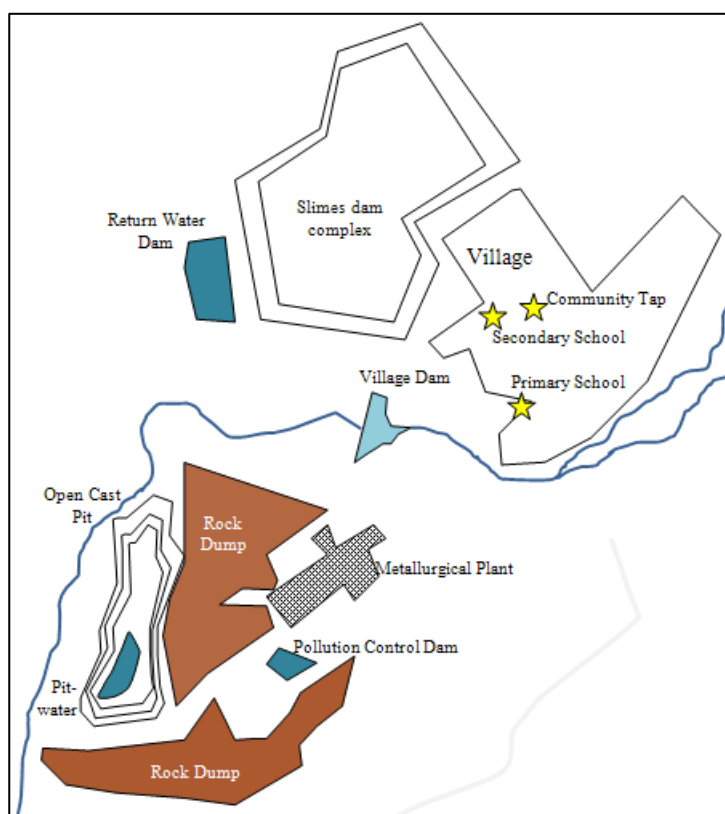 Slimes dam
complex
Return Water
Dam
Village
Community Tap
Secondary School
Village Dam
Primary School
Open Cast
Pit
Rock
Dump
Metallurgical Plant
Pollution Control Dam
Pit-
water
Rock Dump